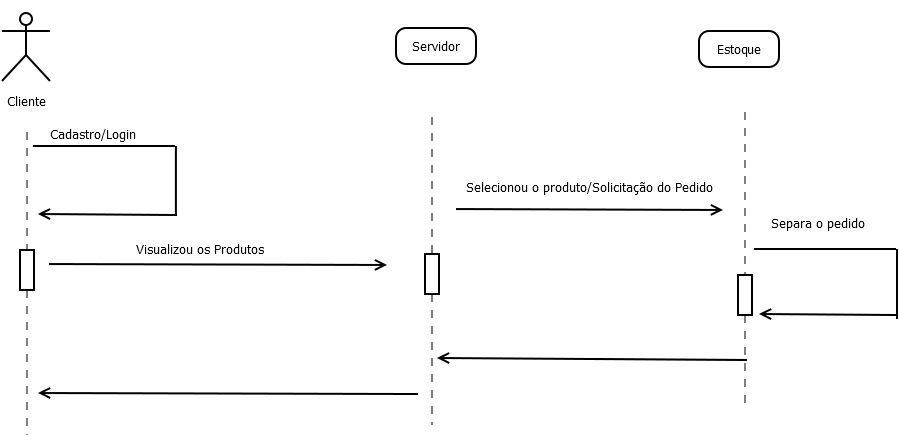 Servidor
Estoque
Cliente
Cadastro/Login
Selecionou o produto/Solicitação do Pedido
Separa o pedido
Visualizou os Produtos